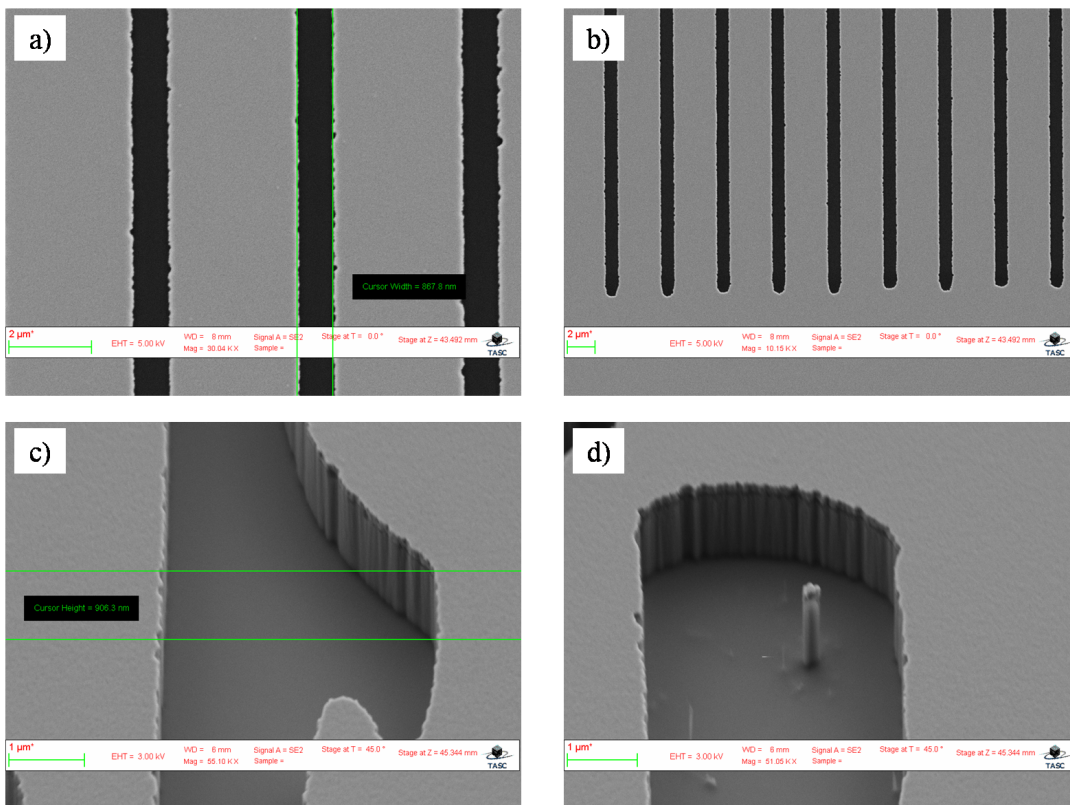 a)
Cursor Width = 867.8 nm
2 µm*
EHT = 5.00 kV
WD = 8 mm
Mag = 30.04 K X
Signal A = SE2
Sample =
Stage at T = 0.0 °
Stage at Z = 43.492 mm
TASC
b)
2 µm*
EHT = 5.00 kV
WD = 8 mm
Mag = 10.15 K X
Signal A = SE2
Sample =
Stage at T = 0.0 °
Stage at Z = 43.492 mm
TASC
c)
Cursor Height = 906.3 nm
1 µm*
EHT = 3.00 kV
WD = 6 mm
Mag = 55.10 K X
Signal A = SE2
Sample =
Stage at T = 45.0 °
Stage at Z = 45.344 mm
TASC
d)
1 µm*
EHT = 3.00 kV
WD = 6 mm
Mag = 51.05 K X
Signal A = SE2
Sample =
Stage at T = 45.0 °
Stage at Z = 45.344 mm
TASC